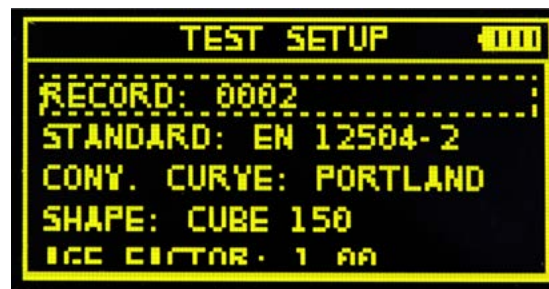 TEST SETUP
RECORD: 0002
STANDARD: EN 12504-2
CONV. CURVE: PORTLAND
SHAPE: CUBE 150